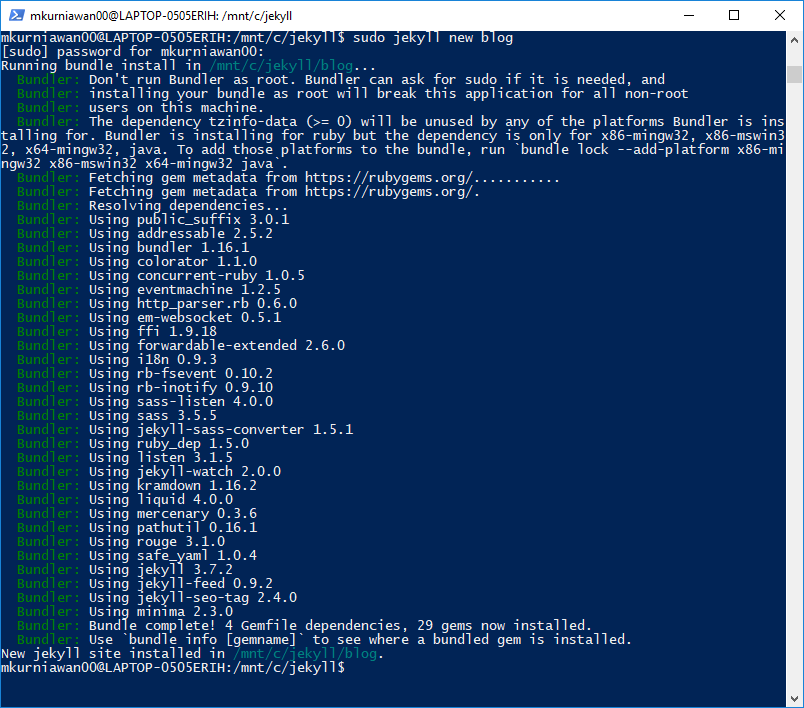 mkurniawan00@LAPTOP-0505ERIH: /mnt/c/jekyll
mkurniawan00@LAPTOP-0505ERIH:/mnt/c/jekyll$ sudo jekyll new blog
[sudo] password for mkurniawan00:
Running bundle install in /mnt/c/jekyll/blog...
  Bundler: Don't run Bundler as root. Bundler can ask for sudo if it is needed, and
  Bundler: installing your bundle as root will break this application for all non-root
  Bundler: users on this machine.
  Bundler: The dependency tzinfo-data (>= 0) will be unused by any of the platforms Bundler is ins
talling for. Bundler is installing for ruby but the dependency is only for x86-mingw32, x86-mswin3
2, x64-mingw32, java. To add those platforms to the bundle, run `bundle lock --add-platform x86-mi
ngw32 x86-mswin32 x64-mingw32 java`.
  Bundler: Fetching gem metadata from https://rubygems.org/...........
  Bundler: Fetching gem metadata from https://rubygems.org/.
  Bundler: Resolving dependencies...
  Bundler: Using public_suffix 3.0.1
  Bundler: Using addressable 2.5.2
  Bundler: Using bundler 1.16.1
  Bundler: Using colorator 1.1.0
  Bundler: Using concurrent-ruby 1.0.5
  Bundler: Using eventmachine 1.2.5
  Bundler: Using http_parser.rb 0.6.0
  Bundler: Using em-websocket 0.5.1
  Bundler: Using ffi 1.9.18
  Bundler: Using forwardable-extended 2.6.0
  Bundler: Using i18n 0.9.3
  Bundler: Using rb-fsevent 0.10.2
  Bundler: Using rb-inotify 0.9.10
  Bundler: Using sass-listen 4.0.0
  Bundler: Using sass 3.5.5
  Bundler: Using jekyll-sass-converter 1.5.1
  Bundler: Using ruby_dep 1.5.0
  Bundler: Using listen 3.1.5
  Bundler: Using jekyll-watch 2.0.0
  Bundler: Using kramdown 1.16.2
  Bundler: Using liquid 4.0.0
  Bundler: Using mercenary 0.3.6
  Bundler: Using pathutil 0.16.1
  Bundler: Using rouge 3.1.0
  Bundler: Using safe_yaml 1.0.4
  Bundler: Using jekyll 3.7.2
  Bundler: Using jekyll-feed 0.9.2
  Bundler: Using jekyll-seo-tag 2.4.0
  Bundler: Using minima 2.3.0
  Bundler: Bundle complete! 4 Gemfile dependencies, 29 gems now installed.
  Bundler: Use `bundle info [gemname]` to see where a bundled gem is installed.
New jekyll site installed in /mnt/c/jekyll/blog.
mkurniawan00@LAPTOP-0505ERIH:/mnt/c/jekyll$